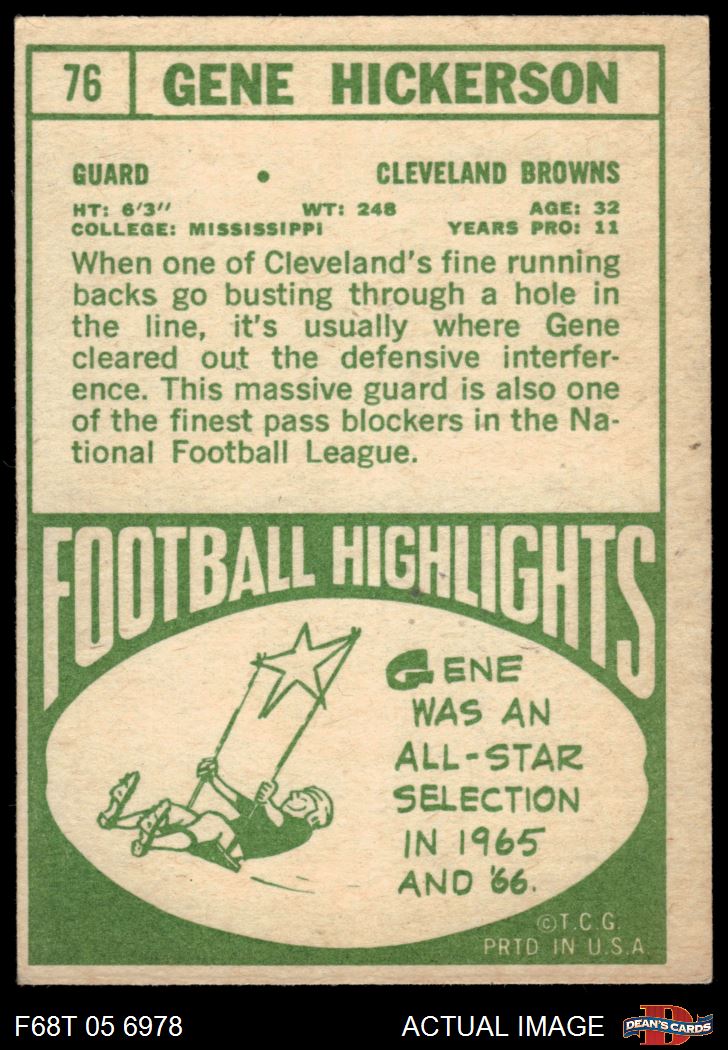 76 GENE HICKERSON
GUARD • CLEVELAND BROWNS
HT: 6'3" WT: 248 AGE: 32
COLLEGE: MISSISSIPPI YEARS PRO: 11
When one of Cleveland's fine running
backs go busting through a hole in
the line, it's usually where Gene
cleared out the defensive interfer-
ence. This massive guard is also one
of the finest pass blockers in the Na-
tional Football League.
FOOTBALL HIGHLIGHTS
GENE
WAS AN
ALL-STAR
SELECTION
IN 1965
AND '66.
©T.C.G.
PRTD IN U.S.A.
F68T 05 6978 ACTUAL IMAGE D DEAN'S CARDS